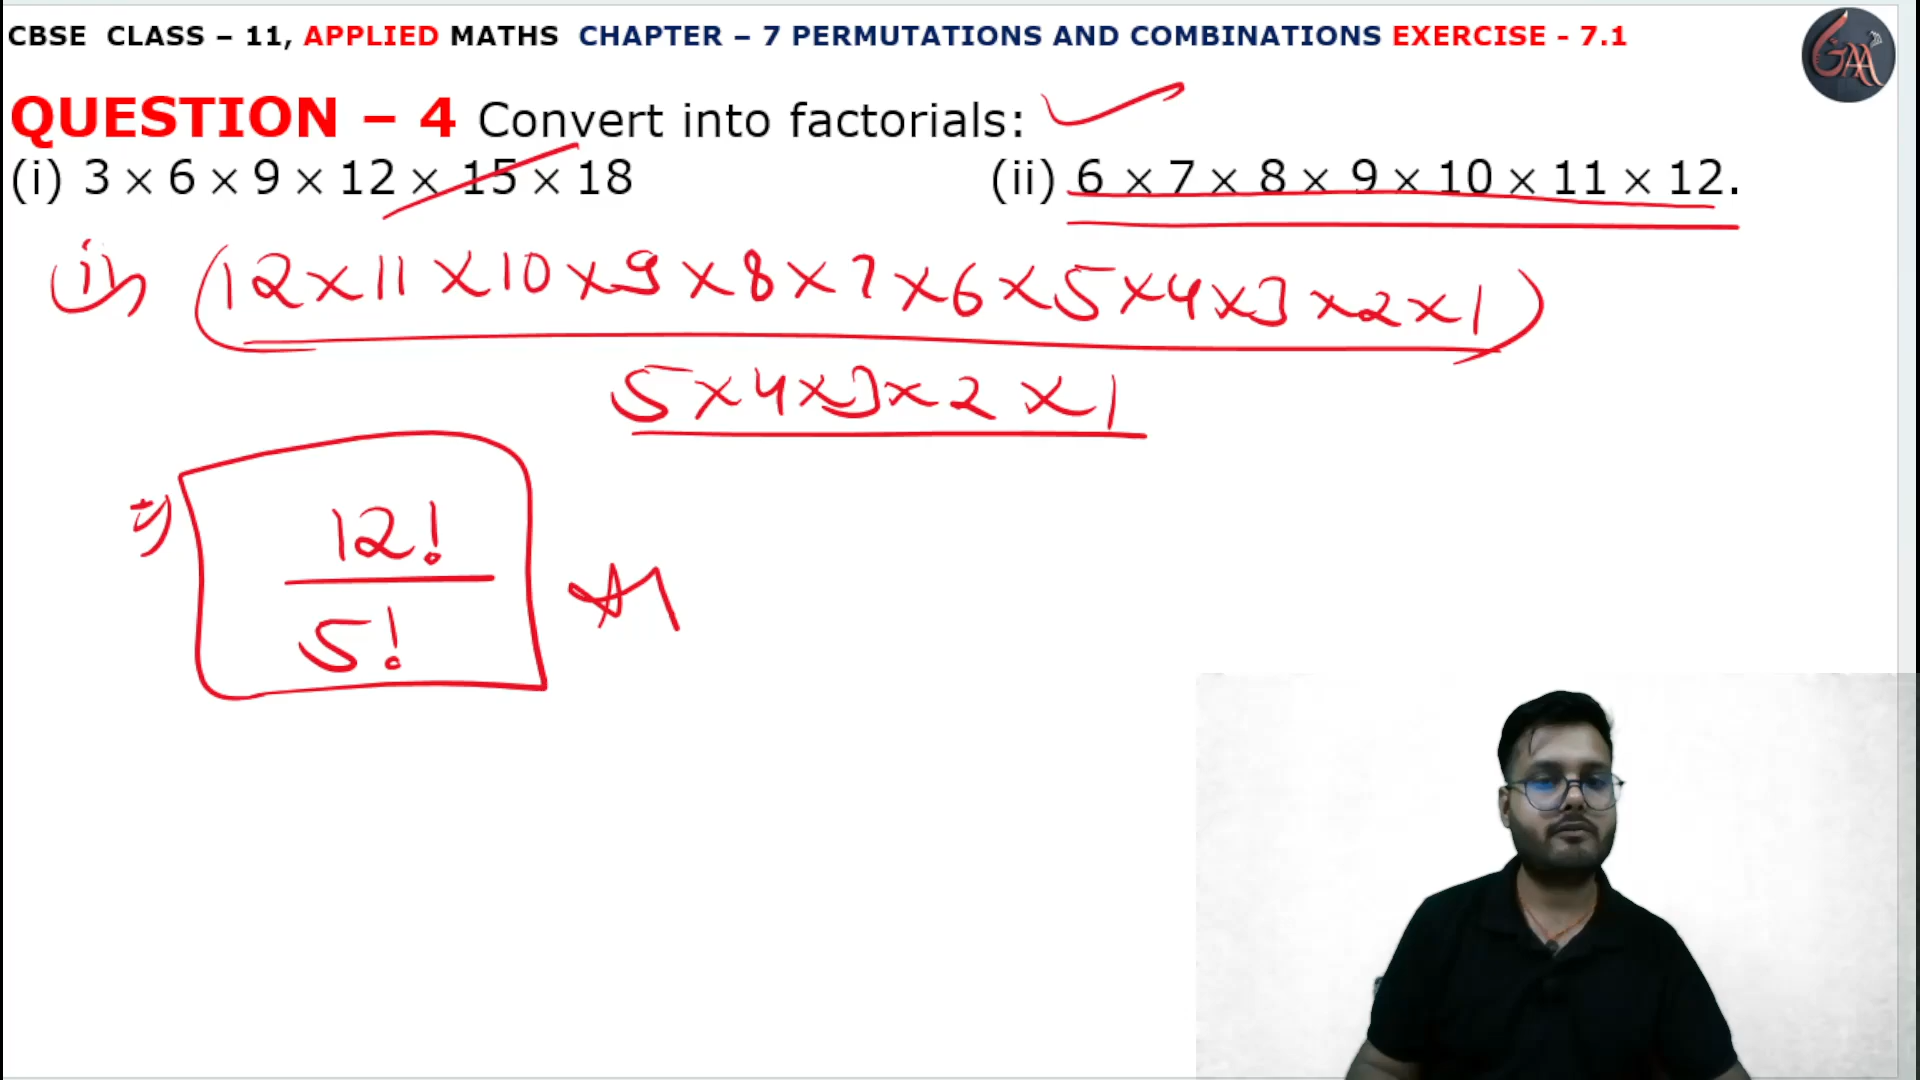 CBSE CLASS – 11, APPLIED MATHS CHAPTER – 7 PERMUTATIONS AND COMBINATIONS EXERCISE - 7.1
QUESTION – 4 Convert into factorials:
(i) 3 × 6 × 9 × 12 × 15 × 18 (ii) 6 × 7 × 8 × 9 × 10 × 11 × 12.
(12×11×10×9×8×7×6×5×4×3×2×1)
5×4×3×2×1
12!
5!